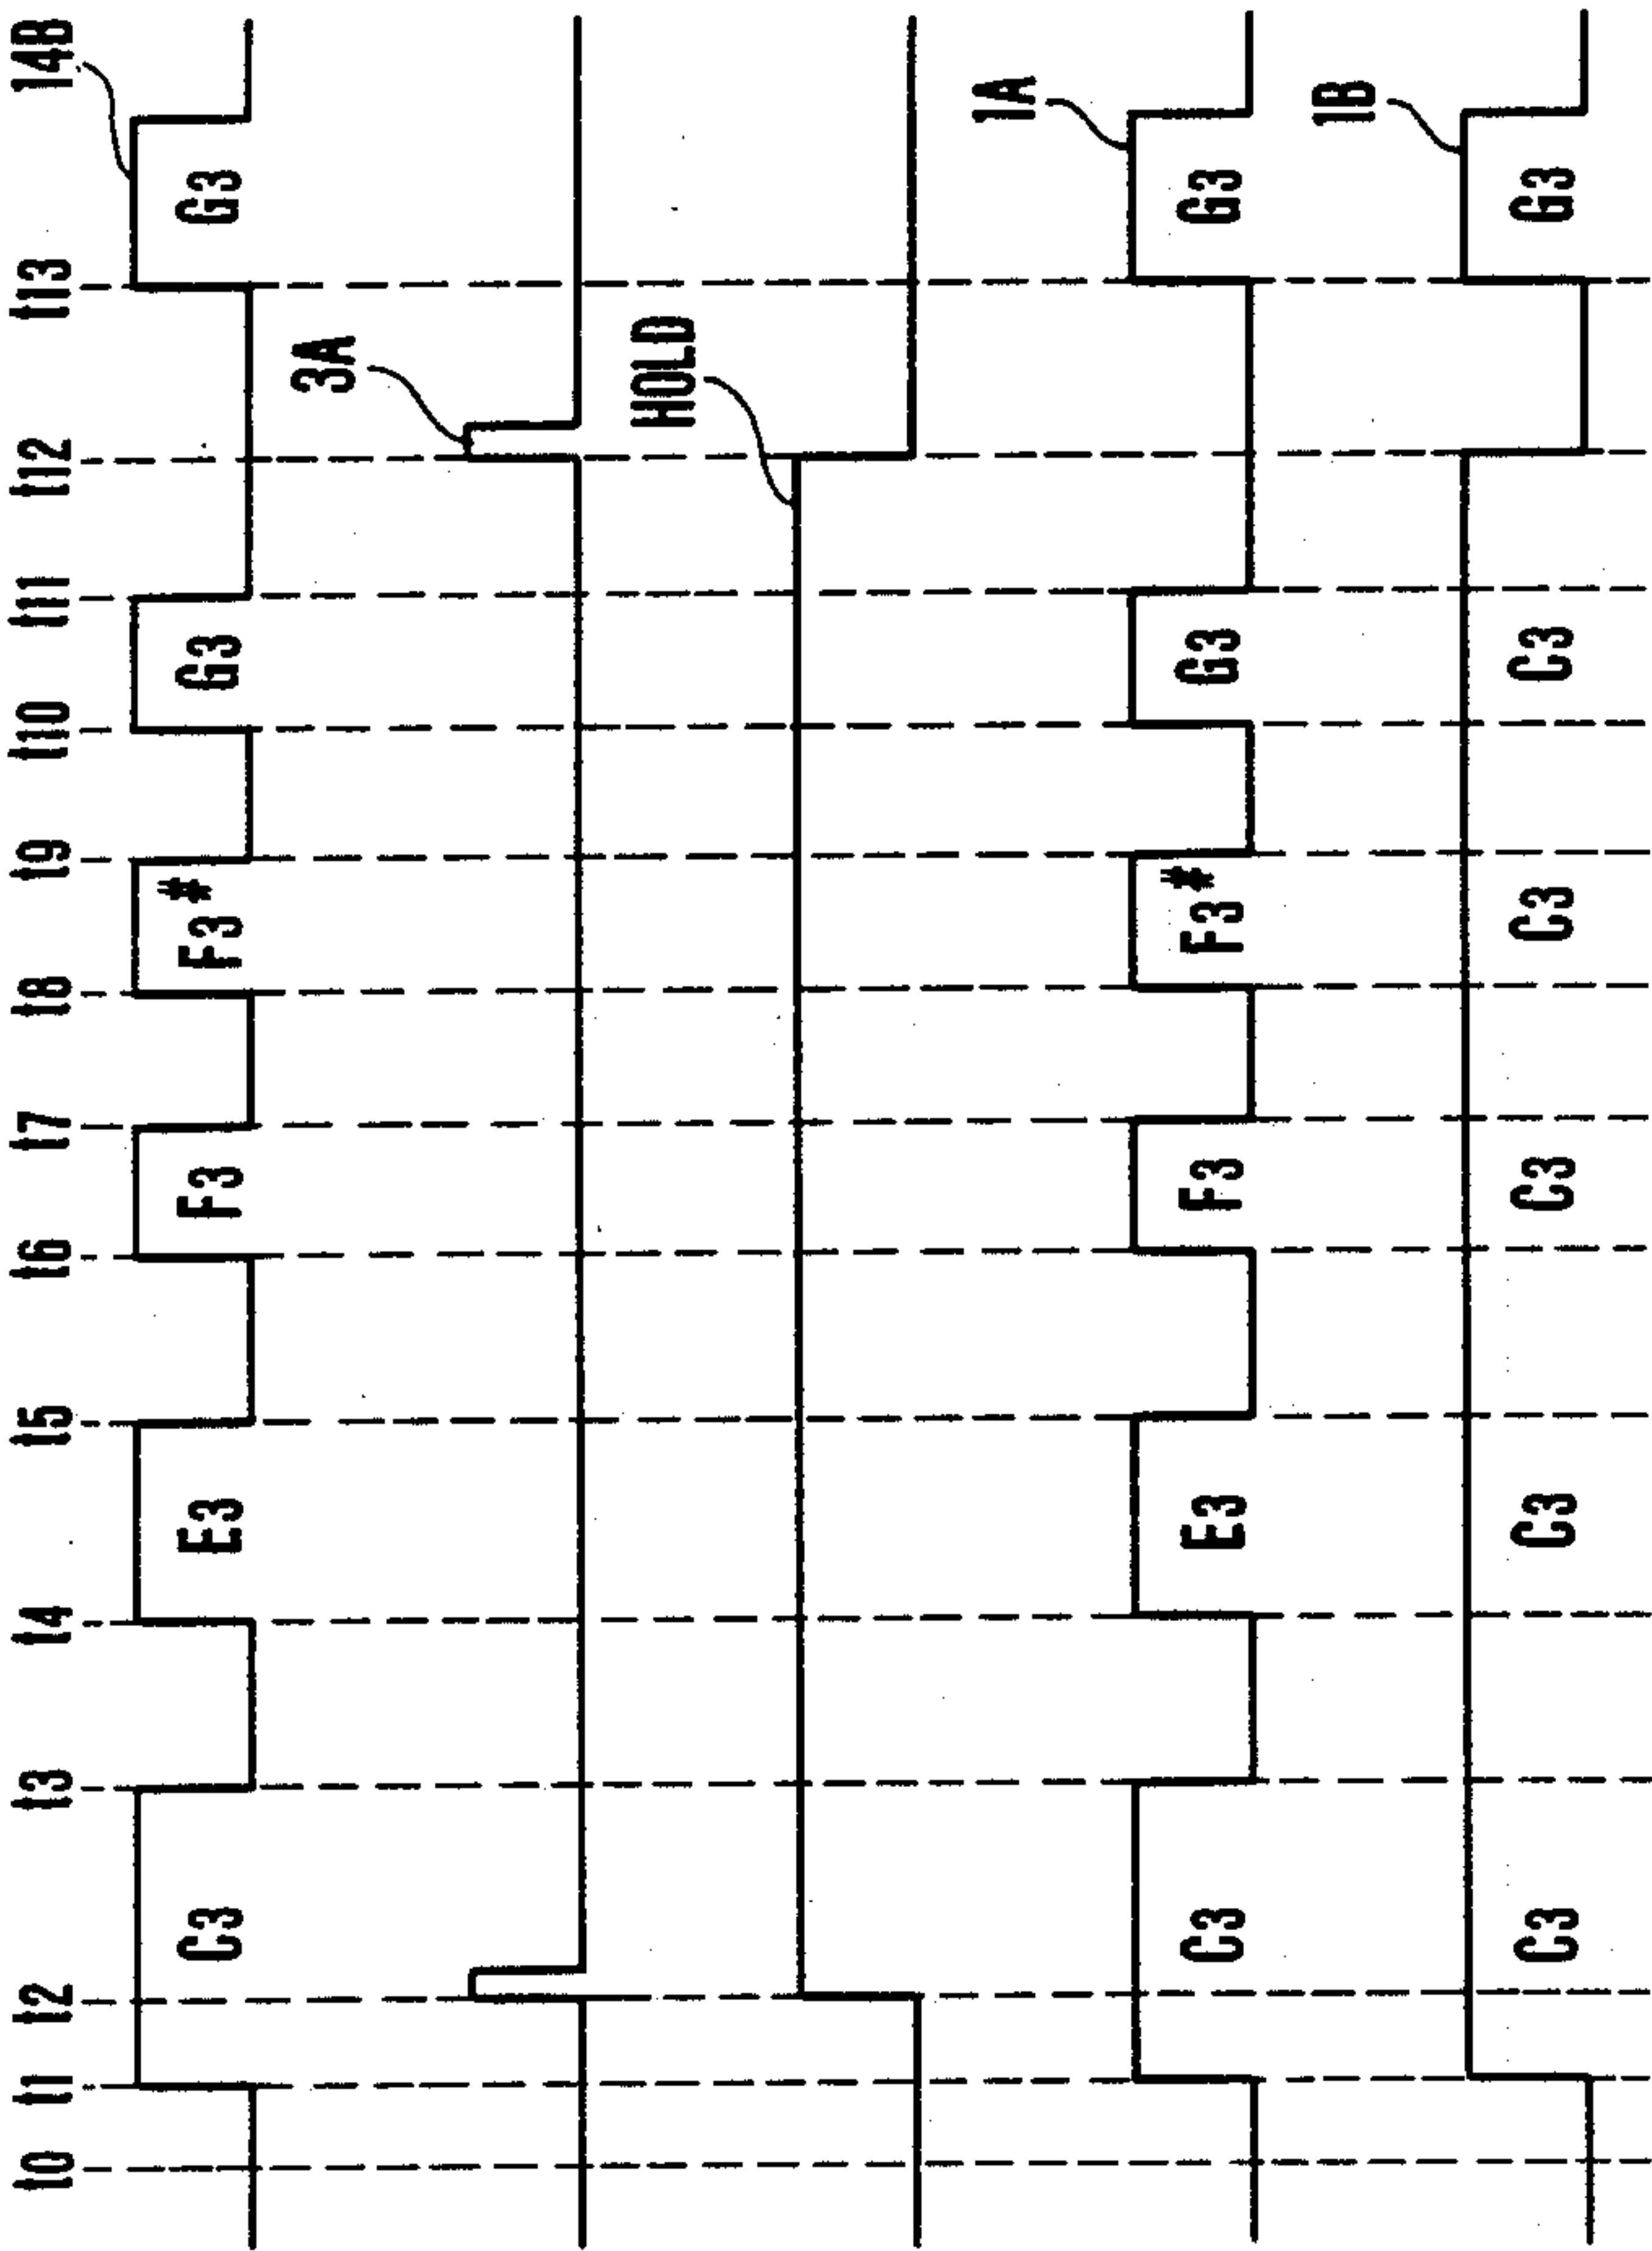 t0 t1 t2 t3 t4 t5 t6 t7 t8 t9 t10 t11 t12 t13
14B
C3 E3 F3 F3# G3 G3
3A
HOLD
1A
C3 E3 F3 F3# G3 G3
1B
C3 C3 C3 C3 C3 G3